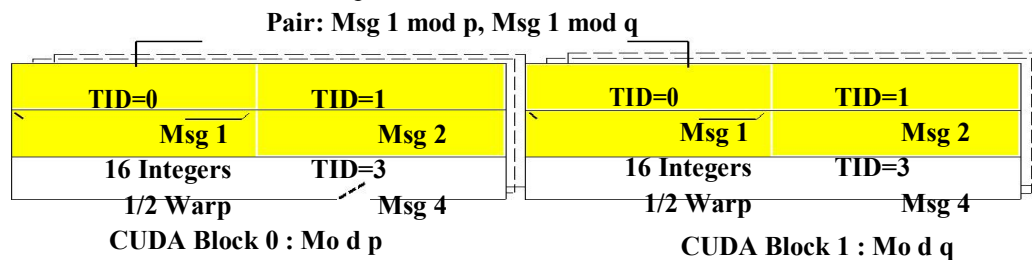 Pair: Msg 1 mod p, Msg 1 mod q
TID=0 TID=1 TID=0 TID=1
Msg 1 Msg 2 Msg 1 Msg 2
16 Integers TID=3 16 Integers TID=3
1/2 Warp Msg 4 1/2 Warp Msg 4
CUDA Block 0 : Mo d p CUDA Block 1 : Mo d q